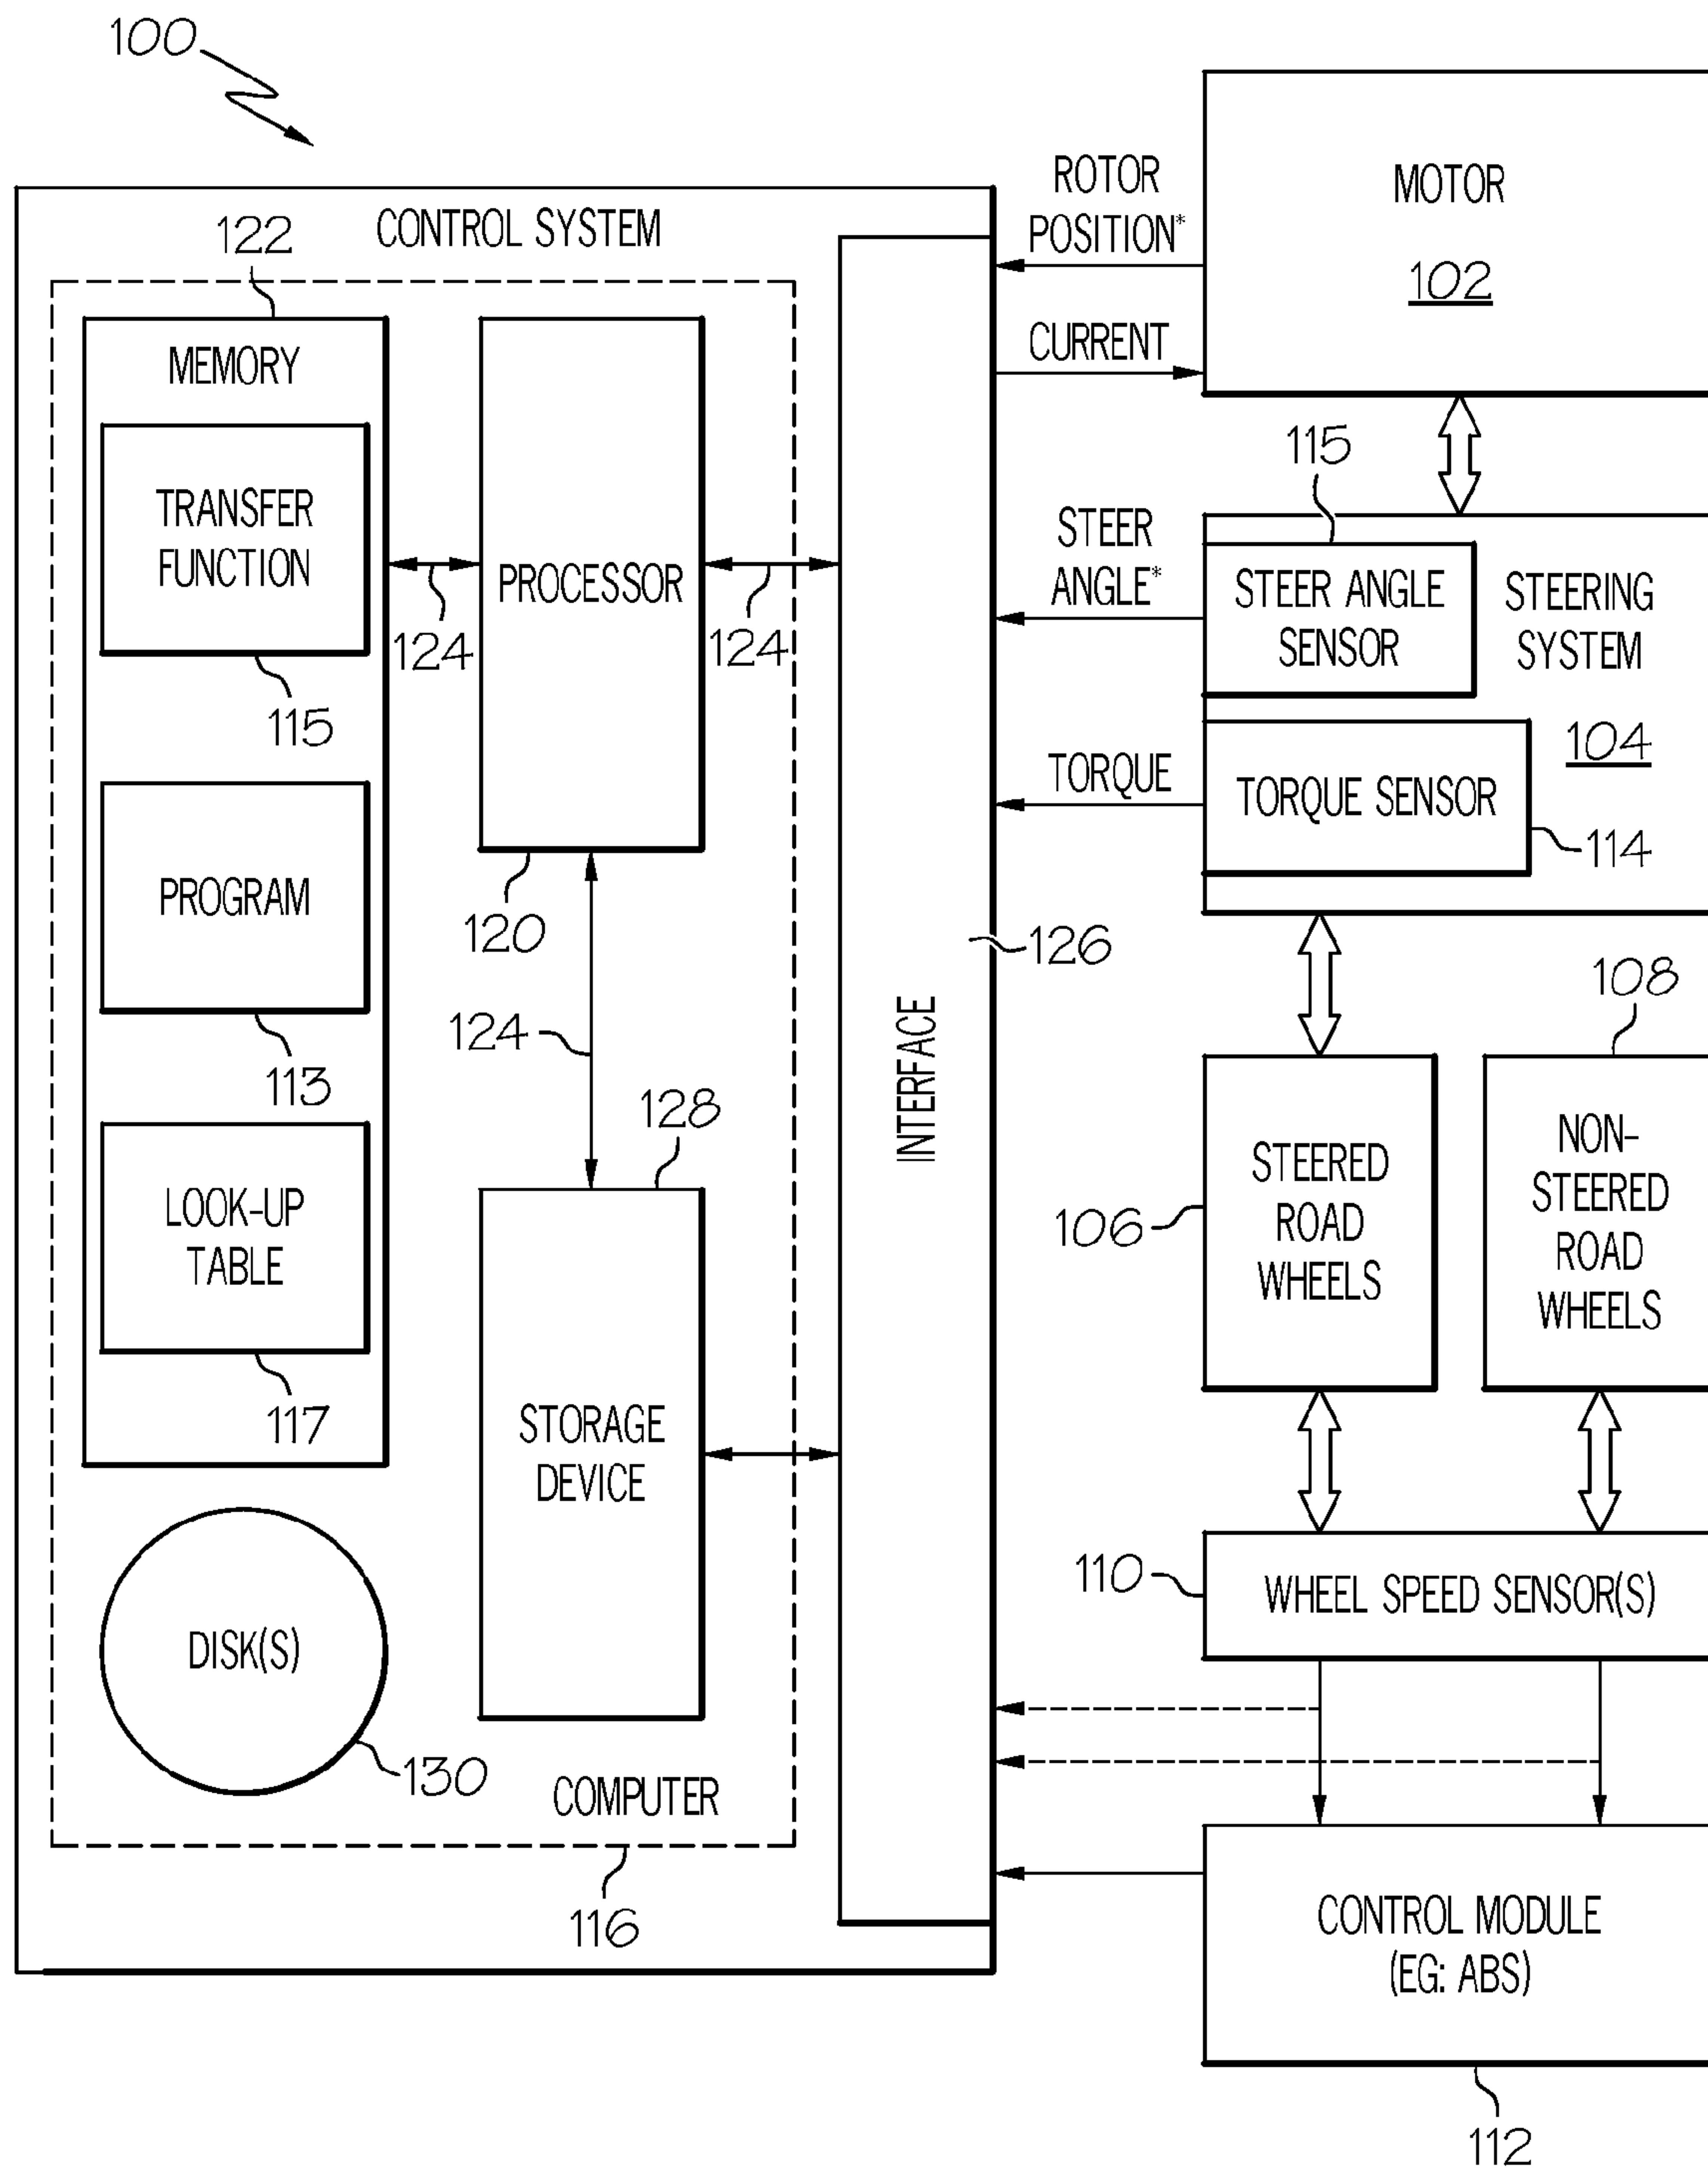 100
CONTROL SYSTEM
122
MEMORY
TRANSFER
FUNCTION
115
PROGRAM
113
LOOK-UP
TABLE
117
DISK(S)
130
124
PROCESSOR
124
120
124
128
STORAGE
DEVICE
COMPUTER
116
INTERFACE
126
ROTOR
POSITION*
CURRENT
STEER
ANGLE*
TORQUE
MOTOR
102
115
STEER ANGLE
SENSOR
STEERING
SYSTEM
104
TORQUE SENSOR
114
108
106
STEERED
ROAD
WHEELS
NON-
STEERED
ROAD
WHEELS
110
WHEEL SPEED SENSOR(S)
CONTROL MODULE
(EG: ABS)
112